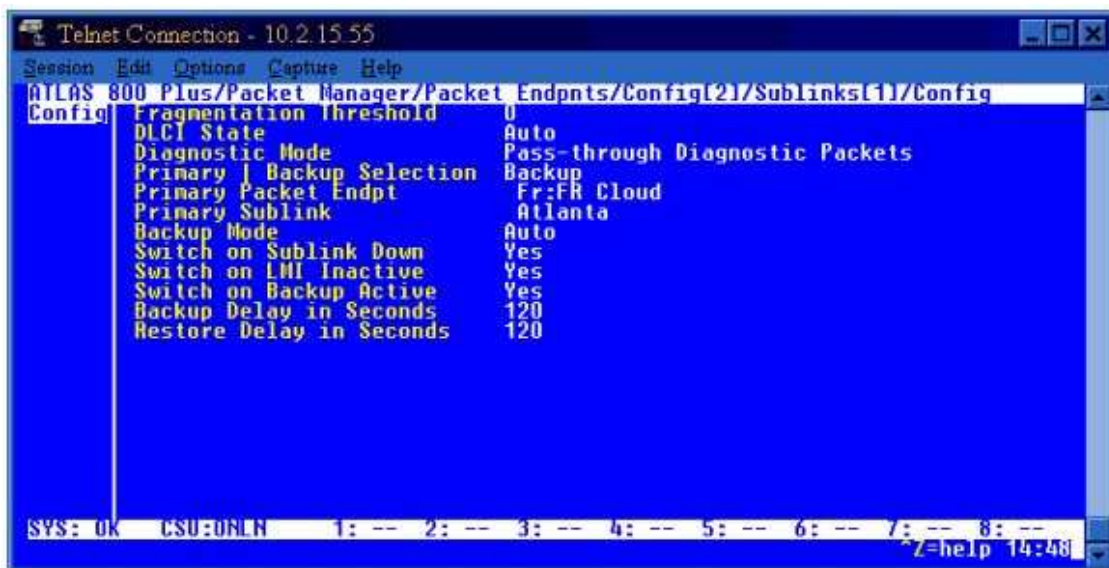 Telnet Connection - 10.2.15.55
Session Edit Options Capture Help
ATLAS 800 Plus/Packet Manager/Packet Endpnts/Config[2]/Sublinks[1]/Config
Config Fragmentation Threshold 0
DLCI State Auto
Diagnostic Mode Pass-through Diagnostic Packets
Primary | Backup Selection Backup
Primary Packet Endpt Fr:FR Cloud
Primary Sublink Atlanta
Backup Mode Auto
Switch on Sublink Down Yes
Switch on LMI Inactive Yes
Switch on Backup Active Yes
Backup Delay in Seconds 120
Restore Delay in Seconds 120
SYS: OK CSU:ONLN 1: -- 2: -- 3: -- 4: -- 5: -- 6: -- 7: -- 8: --
^Z=help 14:48